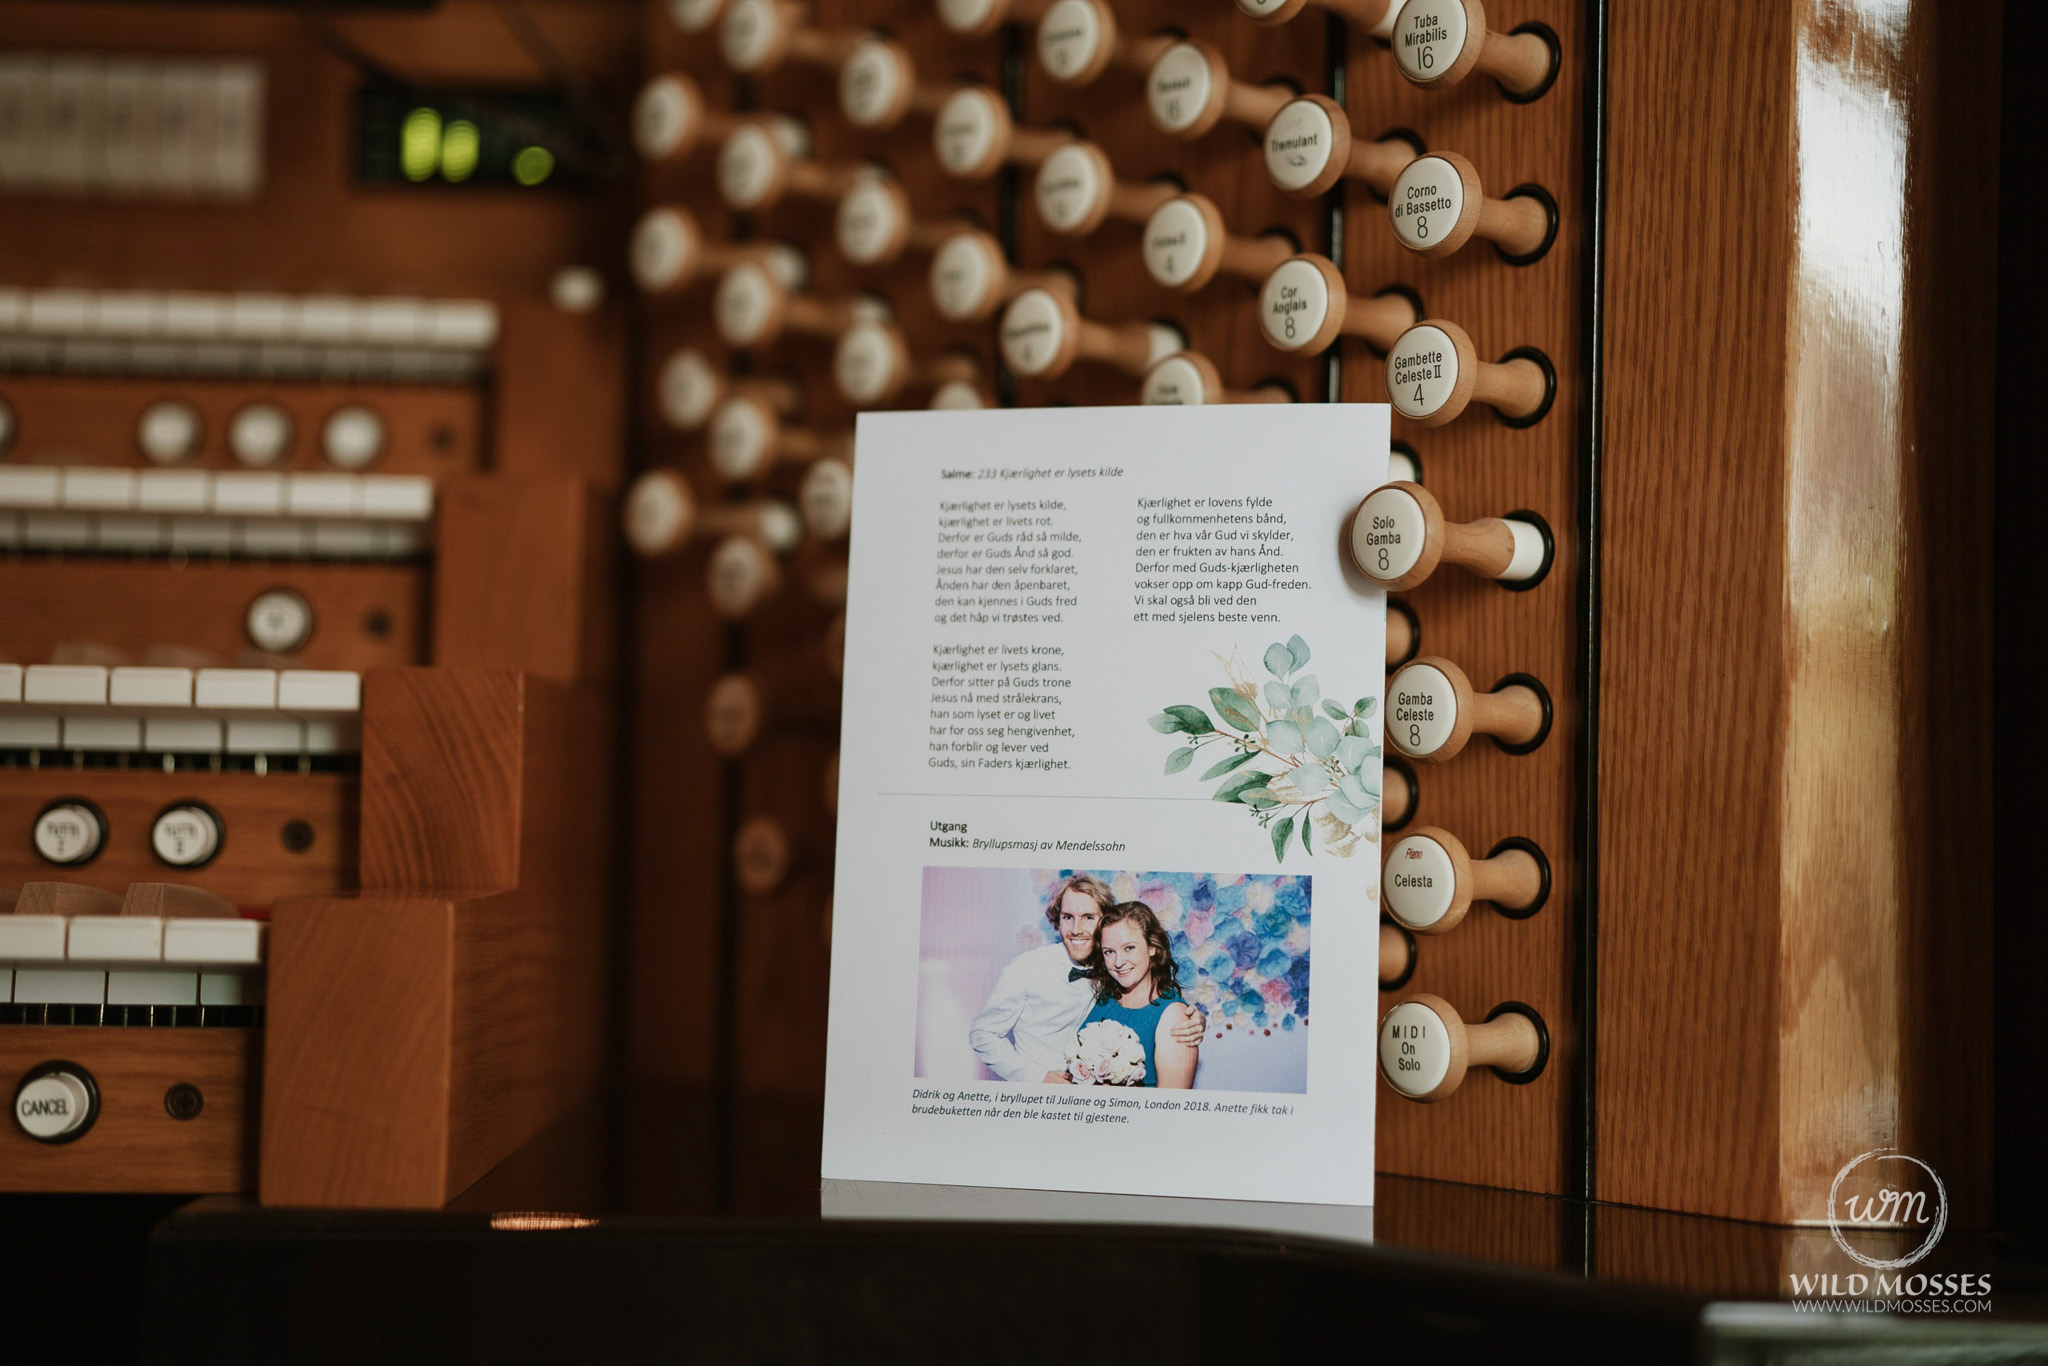 Tuba
Mirabilis
16
Tremulant
Corno
di Bassetto
8
Cor
Anglais
8
Gambette
Celeste II
4
Solo
Gamba
8
Gamba
Celeste
8
Piano
Celesta
MIDI
On
Solo
CANCEL
Salme: 233 Kjærlighet er lysets kilde
Kjærlighet er lysets kilde,
kjærlighet er livets rot.
Derfor er Guds råd så milde,
derfor er Guds Ånd så god.
Jesus har den selv forklaret,
Ånden har den åpenbaret,
den kan kjennes i Guds fred
og det håp vi trøstes ved.
Kjærlighet er livets krone,
kjærlighet er lysets glans.
Derfor sitter på Guds trone
Jesus nå med strålekrans,
han som lyset er og livet
har for oss seg hengivenhet,
han forblir og lever ved
Guds, sin Faders kjærlighet.
Kjærlighet er lovens fylde
og fullkommenhetens bånd,
den er hva vår Gud vi skylder,
den er frukten av hans Ånd.
Derfor med Guds-kjærligheten
vokser opp om kapp Gud-freden.
Vi skal også bli ved den
ett med sjelens beste venn.
Utgang
Musikk: Bryllupsmasj av Mendelssohn
Didrik og Anette, i bryllupet til Juliane og Simon, London 2018. Anette fikk tak i
brudebuketten når den ble kastet til gjestene.
wm
WILD MOSSES
WWW.WILDMOSSES.COM